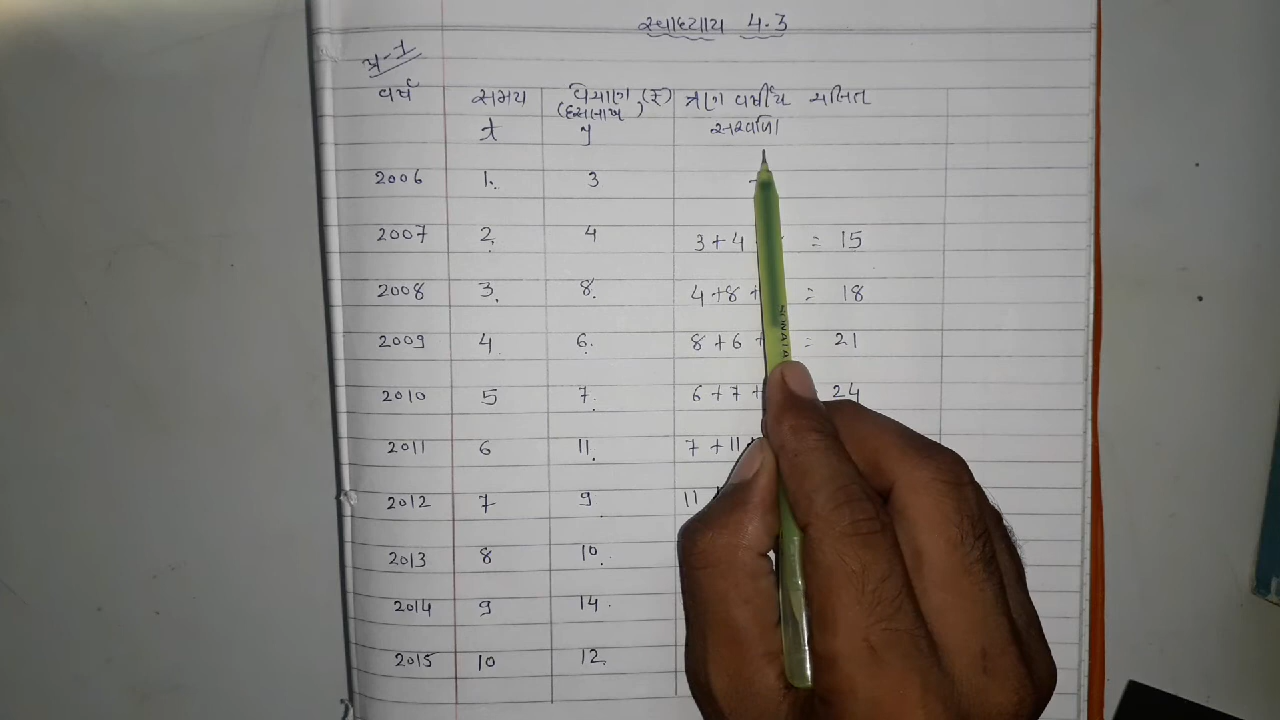 સ્વાધ્યાય 4.3
પ્ર-1
વર્ષ સમય વેચાણ (₹) ત્રણ વર્ષીય ચલિત
t (દસલાખ) y સરવાળા
2006 1. 3 -
2007 2. 4 3+4 = 15
2008 3. 8. 4+8+ = 18
2009 4. 6. 8+6+ = 21
2010 5 7. 6+7+ = 24
2011 6 11. 7+11+
2012 7 9. 11+
2013 8 10.
2014 9 14.
2015 10 12.